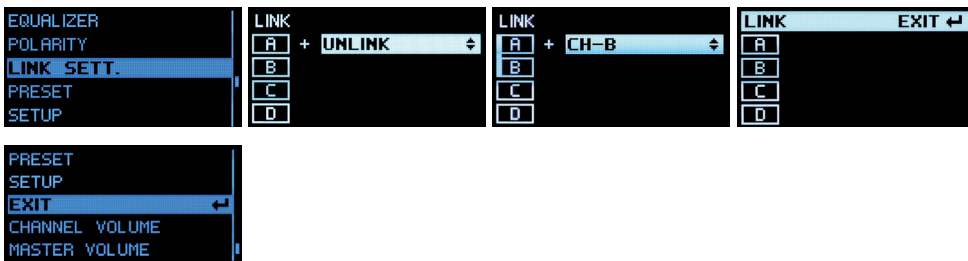 EQUALIZER
POLARITY
LINK SETT.
PRESET
SETUP
LINK
A + UNLINK
B
C
D
LINK
A + CH-B
B
C
D
LINK EXIT ↵
A
B
C
D
PRESET
SETUP
EXIT ↵
CHANNEL VOLUME
MASTER VOLUME